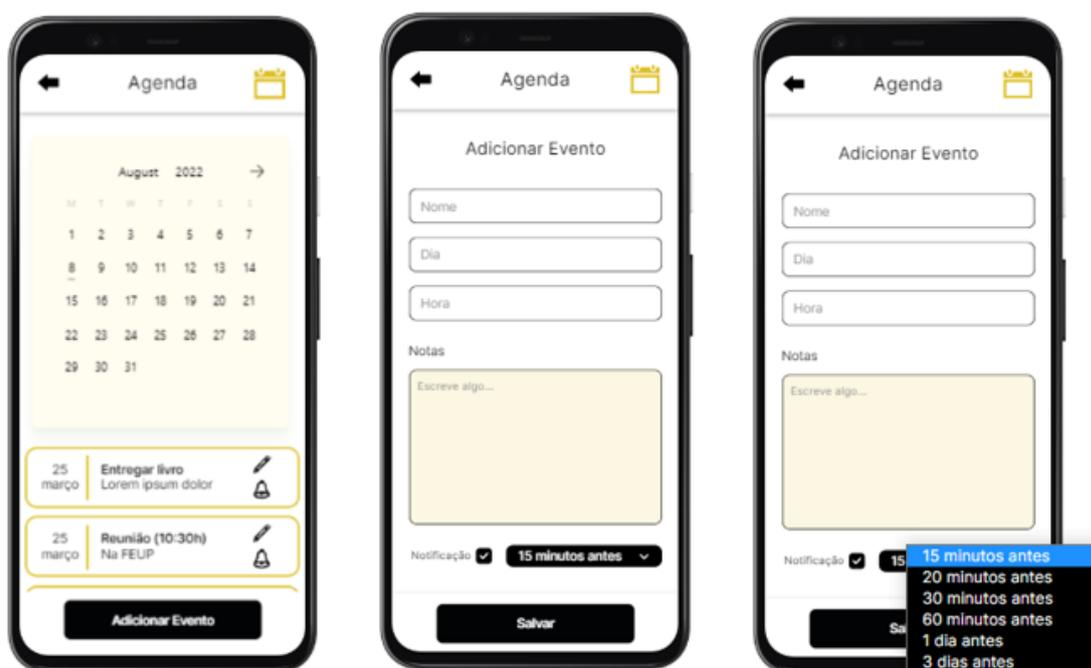 Agenda
August 2022
M T W T F S S
1 2 3 4 5 6 7
8 9 10 11 12 13 14
15 16 17 18 19 20 21
22 23 24 25 26 27 28
29 30 31
25 março
Entregar livro
Lorem ipsum dolor
25 março
Reunião (10:30h)
Na FEUP
Adicionar Evento
Agenda
Adicionar Evento
Nome
Dia
Hora
Notas
Escreve algo...
Notificação
15 minutos antes
Salvar
Agenda
Adicionar Evento
Nome
Dia
Hora
Notas
Escreve algo...
Notificação
15
15 minutos antes
20 minutos antes
30 minutos antes
60 minutos antes
1 dia antes
3 dias antes
Sa